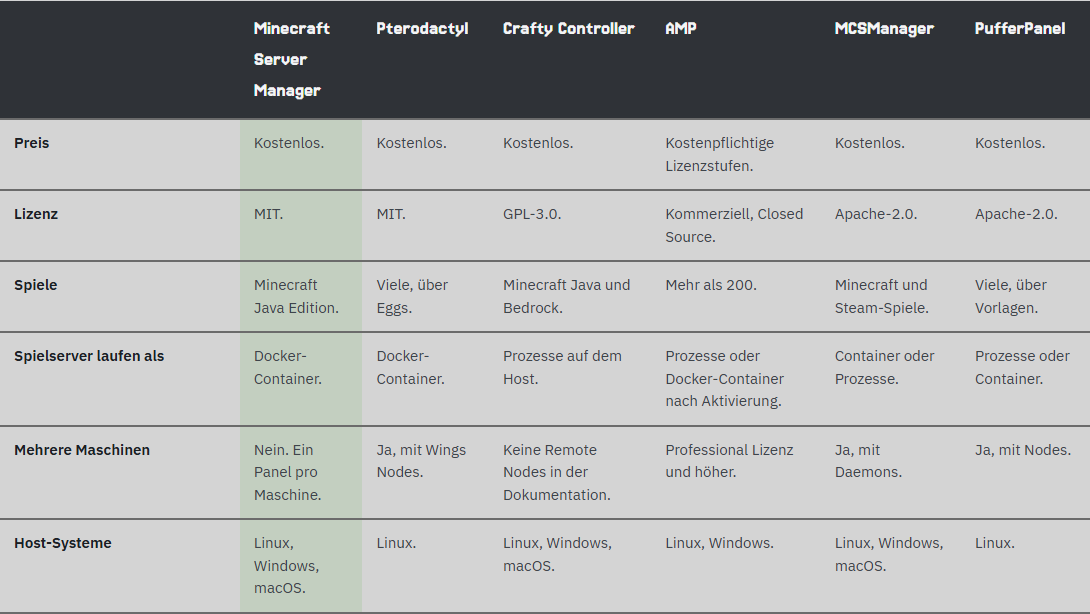 Minecraft Server Manager Pterodactyl Crafty Controller AMP MCSManager PufferPanel
Preis Kostenlos. Kostenlos. Kostenlos. Kostenpflichtige Lizenzstufen. Kostenlos. Kostenlos.
Lizenz MIT. MIT. GPL-3.0. Kommerziell, Closed Source. Apache-2.0. Apache-2.0.
Spiele Minecraft Java Edition. Viele, über Eggs. Minecraft Java und Bedrock. Mehr als 200. Minecraft und Steam-Spiele. Viele, über Vorlagen.
Spielserver laufen als Docker-Container. Docker-Container. Prozesse auf dem Host. Prozesse oder Docker-Container nach Aktivierung. Container oder Prozesse. Prozesse oder Container.
Mehrere Maschinen Nein. Ein Panel pro Maschine. Ja, mit Wings Nodes. Keine Remote Nodes in der Dokumentation. Professional Lizenz und höher. Ja, mit Daemons. Ja, mit Nodes.
Host-Systeme Linux, Windows, macOS. Linux. Linux, Windows, macOS. Linux, Windows. Linux, Windows, macOS. Linux.